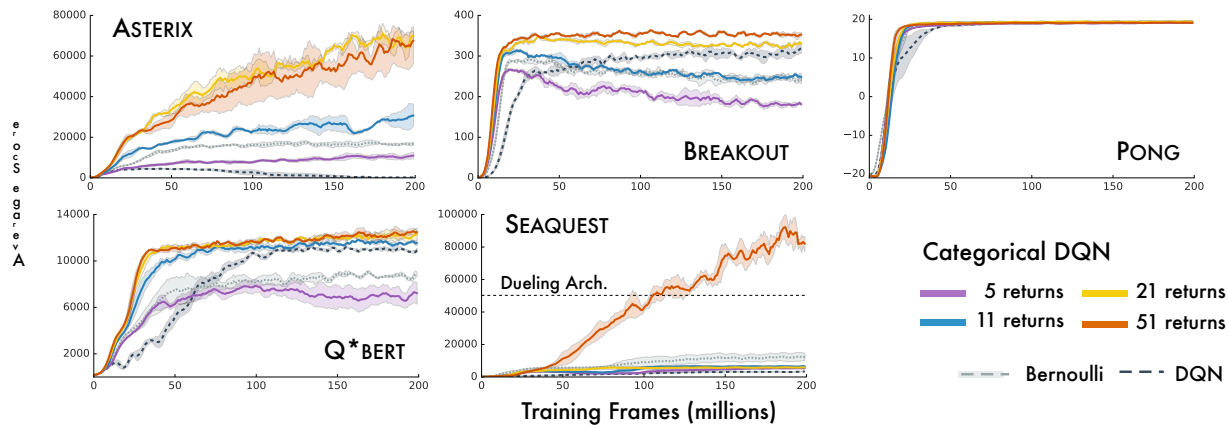 ASTERIX
80000
60000
40000
20000
0
0 50 100 150 200
BREAKOUT
400
300
200
100
0
0 50 100 150 200
PONG
20
10
0
−10
−20
0 50 100 150 200
Average Score
Q*BERT
14000
10000
6000
2000
0 50 100 150 200
SEAQUEST
100000
80000
60000
40000
20000
0
Dueling Arch.
0 50 100 150 200
Training Frames (millions)
Categorical DQN
5 returns 21 returns
11 returns 51 returns
Bernoulli DQN